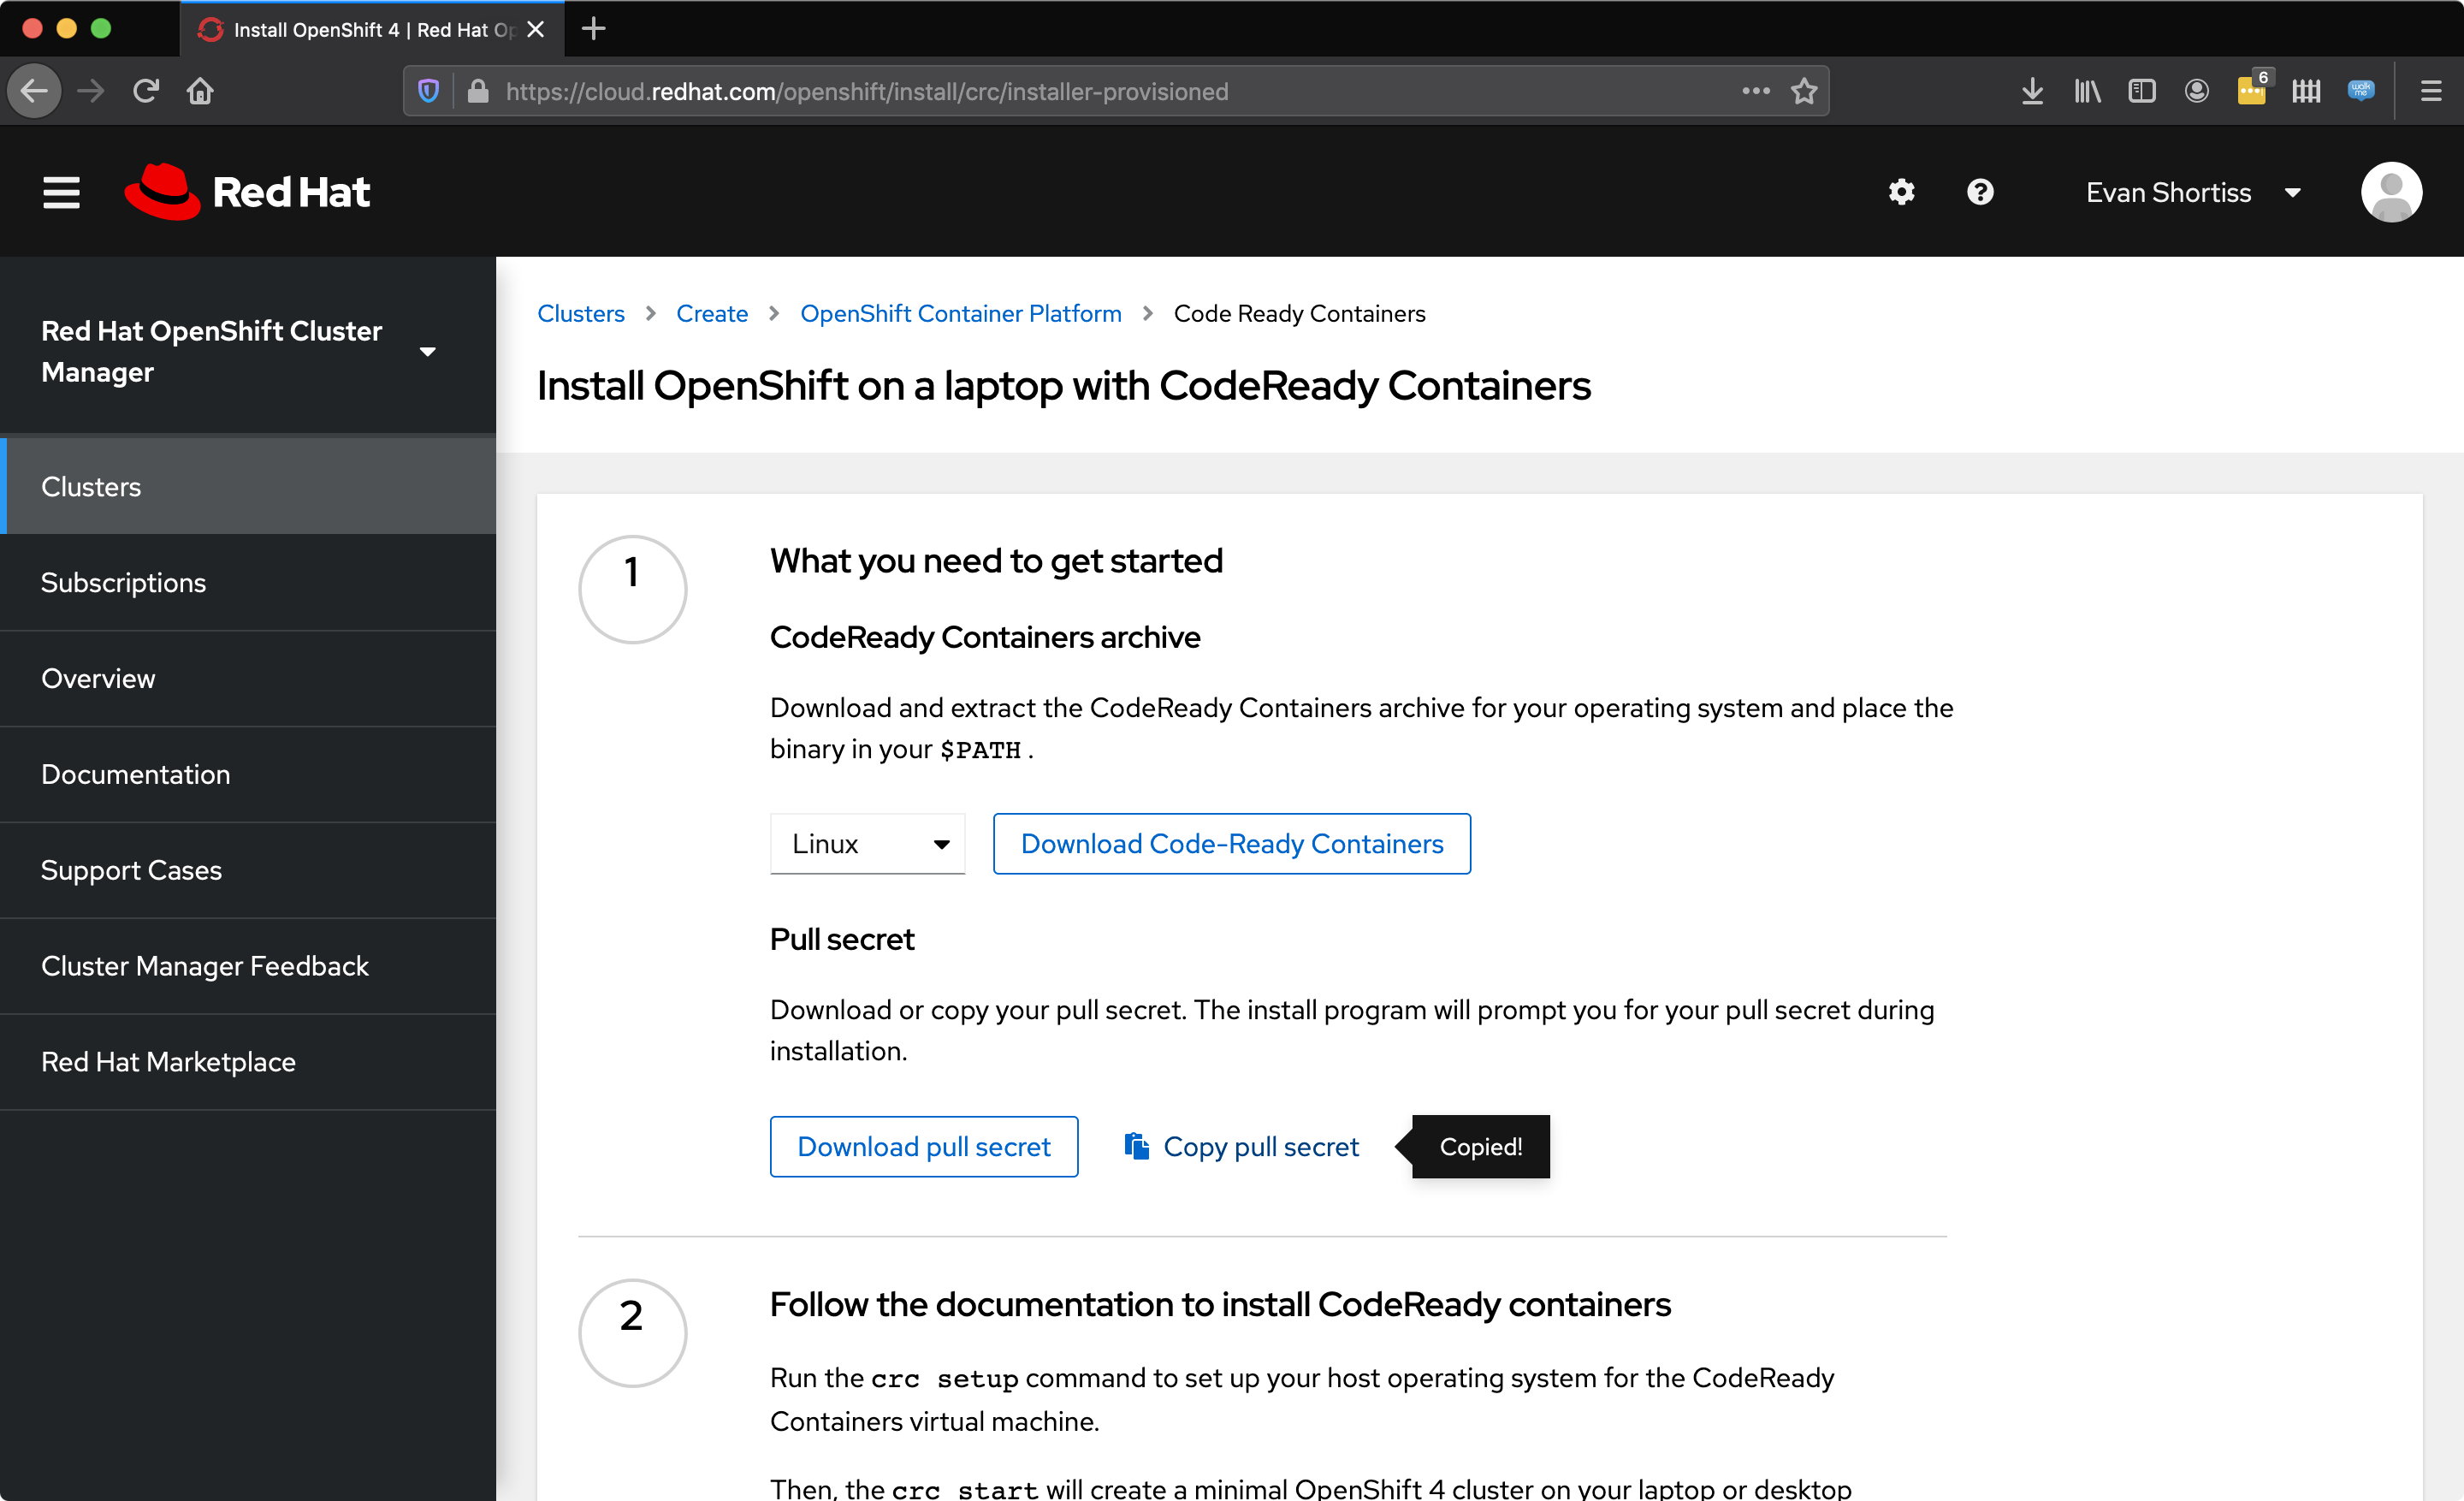 Install OpenShift 4 | Red Hat Op
https://cloud.redhat.com/openshift/install/crc/installer-provisioned
6
walk
me
Red Hat
Evan Shortiss
Red Hat OpenShift Cluster
Manager
Clusters
Subscriptions
Overview
Documentation
Support Cases
Cluster Manager Feedback
Red Hat Marketplace
Clusters > Create > OpenShift Container Platform > Code Ready Containers
Install OpenShift on a laptop with CodeReady Containers
1
What you need to get started
CodeReady Containers archive
Download and extract the CodeReady Containers archive for your operating system and place the
binary in your $PATH .
Linux
Download Code-Ready Containers
Pull secret
Download or copy your pull secret. The install program will prompt you for your pull secret during
installation.
Download pull secret
Copy pull secret
Copied!
2
Follow the documentation to install CodeReady containers
Run the crc setup command to set up your host operating system for the CodeReady
Containers virtual machine.
Then, the crc start will create a minimal OpenShift 4 cluster on your laptop or desktop